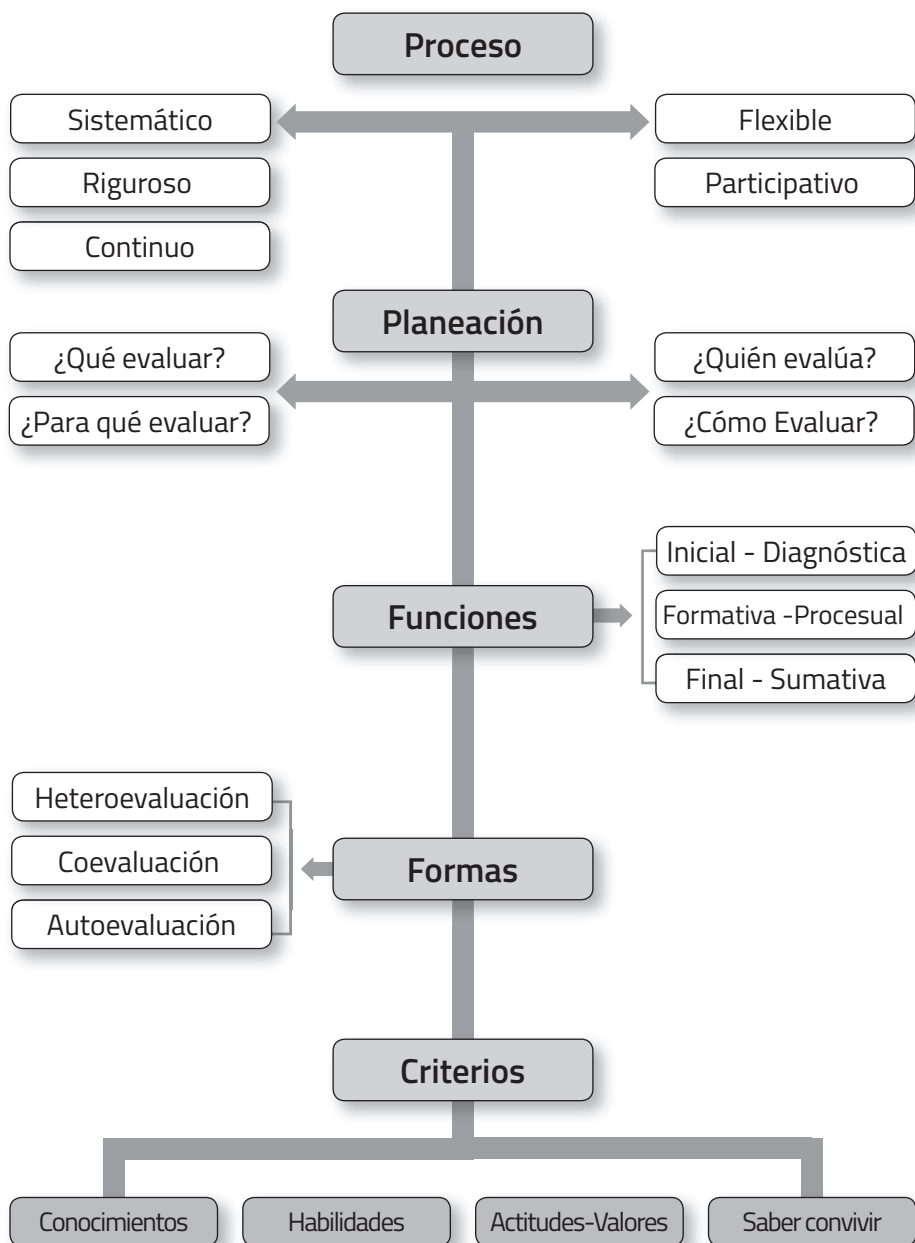 Proceso
Sistemático
Flexible
Riguroso
Participativo
Continuo
Planeación
¿Qué evaluar?
¿Quién evalúa?
¿Para qué evaluar?
¿Cómo Evaluar?
Inicial - Diagnóstica
Funciones
Formativa -Procesual
Final - Sumativa
Heteroevaluación
Coevaluación
Formas
Autoevaluación
Criterios
Conocimientos
Habilidades
Actitudes-Valores
Saber convivir